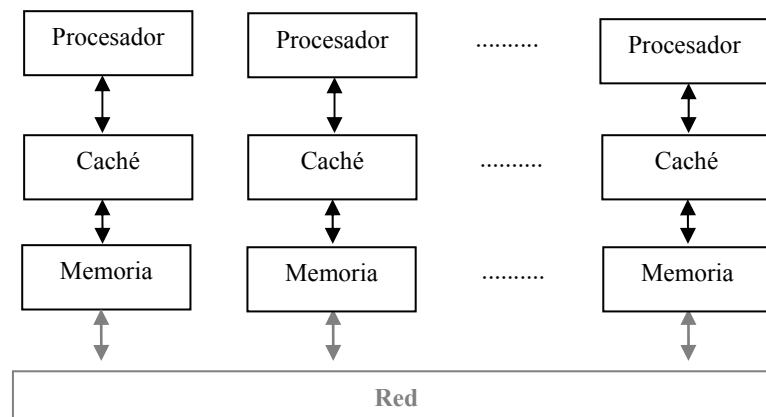 Procesador Procesador .......... Procesador
Caché Caché .......... Caché
Memoria Memoria .......... Memoria
Red